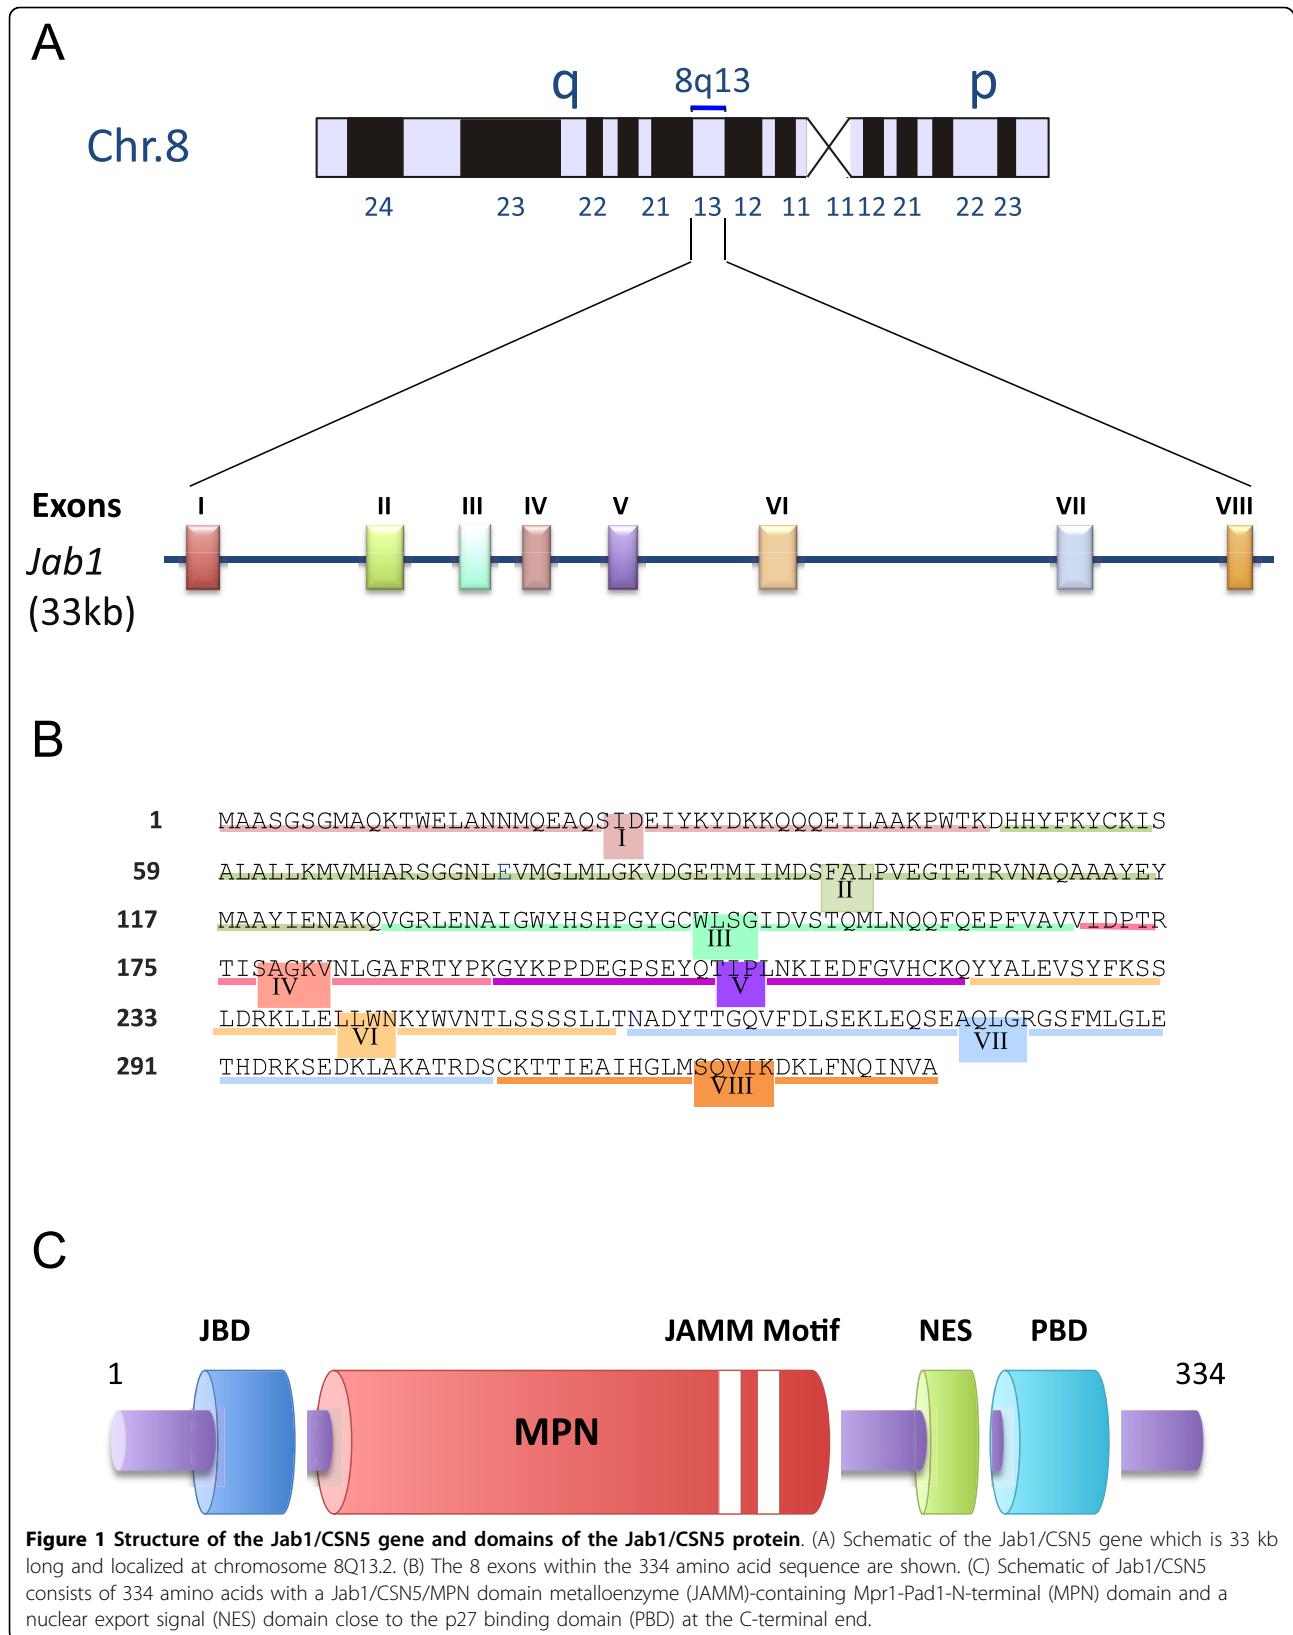 A
q 8q13 p
Chr.8
24 23 22 21 13 12 11 11 12 21 22 23
Exons I II III IV V VI VII VIII
Jab1
(33kb)
B
1 MAASGSGMAQKTWELANNMQEAQSIDEIYKYDKKQQQEILAAKPWTKDHHYFKYCKIS
I
59 ALALLKMVMHARSGGNLEVMGLMLGKVDGETMIIMDSFALPVEGTETRVNAQAAAYEY
II
117 MAAYIENAKQVGRLENAIGWYHSHPGYGCWLSGIDVSTQMLNQQFQEPFVAVVIDPTR
III
175 TISAGKVNLGAFRTYPKGYKPPDEGPSEYQTIPLNKIEDFGVHCKQYYALEVSYFKSS
IV V
233 LDRKLLELLWNKYWVNTLSSSSLLTNADYTTGQVFDLSEKLEQSEAQLGRGSFMLGLE
VI VII
291 THDRKSEDKLAKATRDSCKTTIEAIHGLMSQVIKDKLFNQINVA
VIII
C
JBD JAMM Motif NES PBD
1 334
MPN
Figure 1 Structure of the Jab1/CSN5 gene and domains of the Jab1/CSN5 protein. (A) Schematic of the Jab1/CSN5 gene which is 33 kb
long and localized at chromosome 8Q13.2. (B) The 8 exons within the 334 amino acid sequence are shown. (C) Schematic of Jab1/CSN5
consists of 334 amino acids with a Jab1/CSN5/MPN domain metalloenzyme (JAMM)-containing Mpr1-Pad1-N-terminal (MPN) domain and a
nuclear export signal (NES) domain close to the p27 binding domain (PBD) at the C-terminal end.